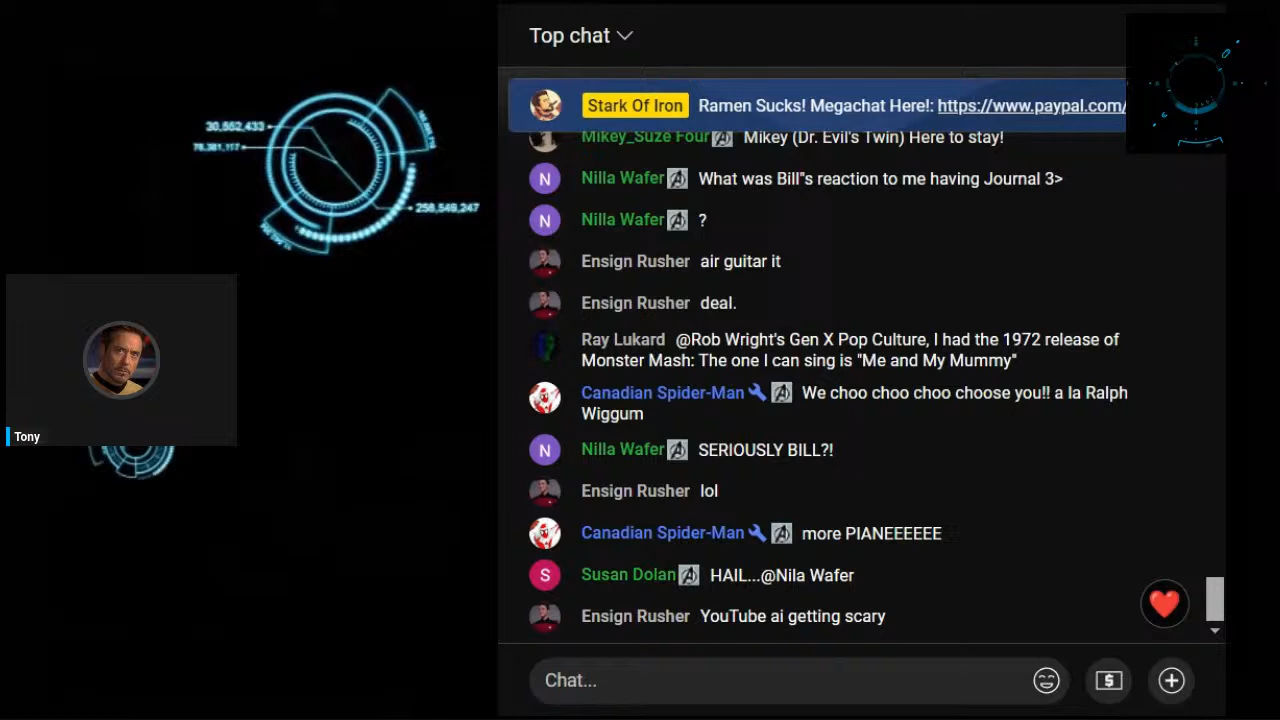 Top chat
Stark Of Iron Ramen Sucks! Megachat Here!: https://www.paypal.com/
Mikey_Suze Four Mikey (Dr. Evil's Twin) Here to stay!
N Nilla Wafer What was Bill"s reaction to me having Journal 3>
N Nilla Wafer ?
Ensign Rusher air guitar it
Ensign Rusher deal.
Ray Lukard @Rob Wright's Gen X Pop Culture, I had the 1972 release of
Monster Mash: The one I can sing is "Me and My Mummy"
Canadian Spider-Man We choo choo choo choose you!! a la Ralph
Wiggum
N Nilla Wafer SERIOUSLY BILL?!
Ensign Rusher lol
Canadian Spider-Man more PIANEEEEEE
S Susan Dolan HAIL...@Nila Wafer
Ensign Rusher YouTube ai getting scary
Chat...
30,552,433
78,381,117
258,549,247
Tony